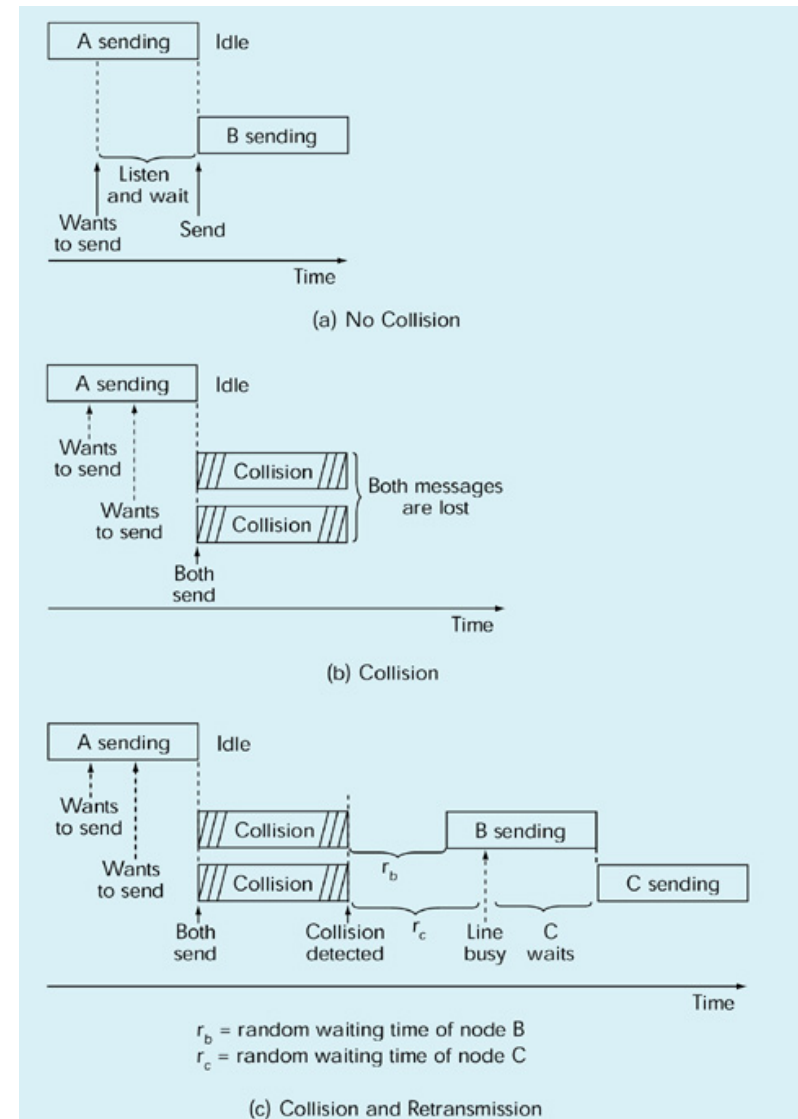 A sending Idle
B sending
Listen
and wait
Wants
to send
Send
Time
(a) No Collision
A sending Idle
Wants
to send
Wants
to send
Collision
Collision
Both messages
are lost
Both
send
Time
(b) Collision
A sending Idle
Wants
to send
Wants
to send
Collision
Collision
B sending
C sending
r_b
r_c
Both
send
Collision
detected
Line
busy
C
waits
Time
r_b = random waiting time of node B
r_c = random waiting time of node C
(c) Collision and Retransmission